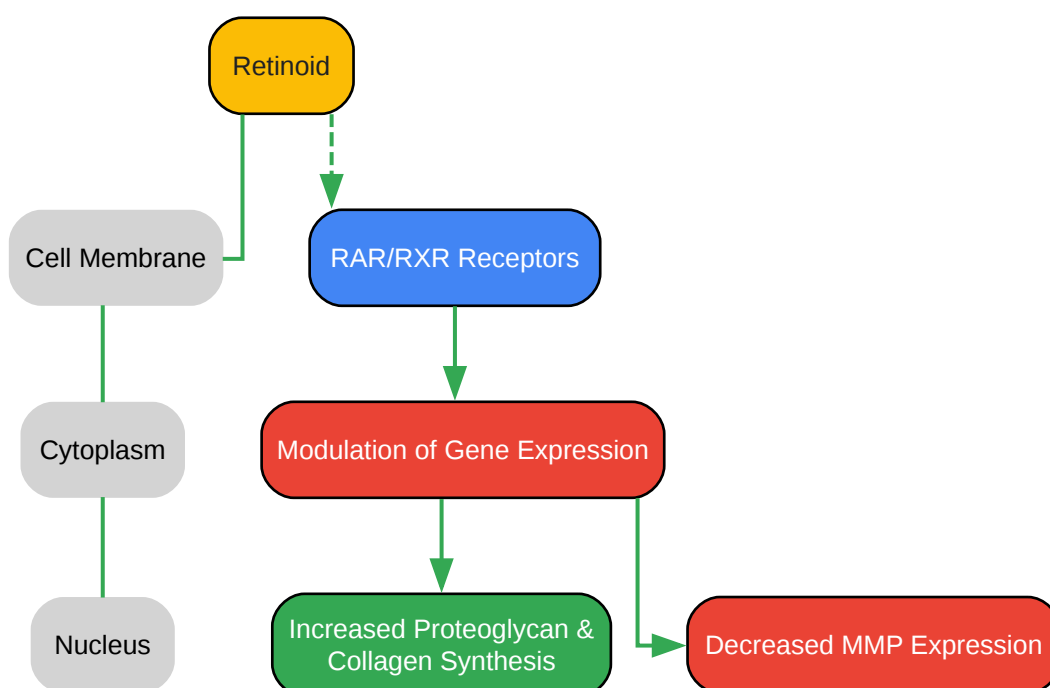 Retinoid
Cell Membrane
RAR/RXR Receptors
Cytoplasm
Modulation of Gene Expression
Nucleus
Increased Proteoglycan &
Collagen Synthesis
Decreased MMP Expression